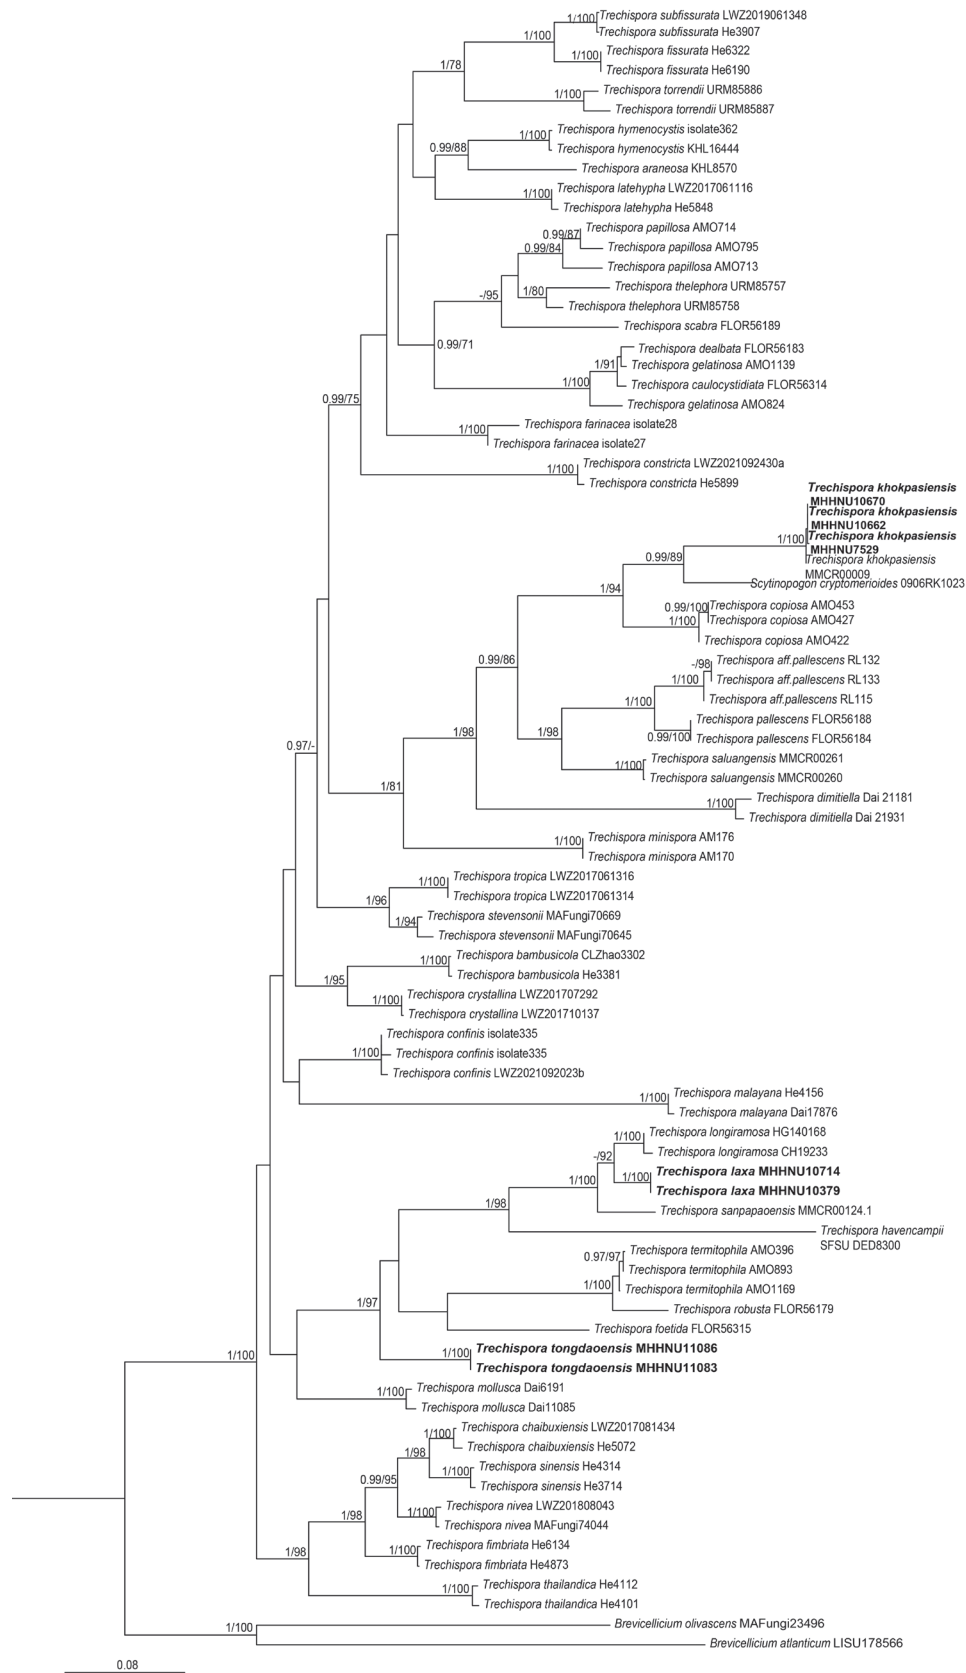 1/100 Trechispora subfissurata LWZ2019061348
Trechispora subfissurata He3907
1/100
1/100 Trechispora fissurata He6322
Trechispora fissurata He6190
1/78
1/100 Trechispora torrendii URM85886
Trechispora torrendii URM85887
1/100 Trechispora hymenocystis isolate362
0.99/88 Trechispora hymenocystis KHL16444
Trechispora araneosa KHL8570
1/100 Trechispora latehypha LWZ2017061116
Trechispora latehypha He5848
0.99/87 Trechispora papillosa AMO714
0.99/84 Trechispora papillosa AMO795
Trechispora papillosa AMO713
1/80 Trechispora thelephora URM85757
-/95 Trechispora thelephora URM85758
Trechispora scabra FLOR56189
0.99/71
Trechispora dealbata FLOR56183
1/91 Trechispora gelatinosa AMO1139
1/100 Trechispora caulocystidiata FLOR56314
Trechispora gelatinosa AMO824
0.99/75
1/100 Trechispora farinacea isolate28
Trechispora farinacea isolate27
1/100 Trechispora constricta LWZ2021092430a
Trechispora constricta He5899
Trechispora khokpasiensis
MHHNU10670
Trechispora khokpasiensis
MHHNU10662
1/100 Trechispora khokpasiensis
MHHNU7529
0.99/89 Trechispora khokpasiensis
MMCR00009
Scytinopogon cryptomerioides 0906RK1023
1/94
0.99/100 Trechispora copiosa AMO453
1/100 Trechispora copiosa AMO427
Trechispora copiosa AMO422
0.99/86
-/98 Trechispora aff.pallescens RL132
1/100 Trechispora aff.pallescens RL133
Trechispora aff.pallescens RL115
1/100
Trechispora pallescens FLOR56188
0.99/100 Trechispora pallescens FLOR56184
1/98 1/98
0.97/-
1/100 Trechispora saluangensis MMCR00261
Trechispora saluangensis MMCR00260
1/81
1/100 Trechispora dimitiella Dai 21181
Trechispora dimitiella Dai 21931
1/100 Trechispora minispora AM176
Trechispora minispora AM170
1/100 Trechispora tropica LWZ2017061316
Trechispora tropica LWZ2017061314
1/96
1/94 Trechispora stevensonii MAFungi70669
Trechispora stevensonii MAFungi70645
1/100 Trechispora bambusicola CLZhao3302
Trechispora bambusicola He3381
1/95
1/100 Trechispora crystallina LWZ201707292
Trechispora crystallina LWZ201710137
Trechispora confinis isolate335
1/100 Trechispora confinis isolate335
Trechispora confinis LWZ2021092023b
1/100 Trechispora malayana He4156
Trechispora malayana Dai17876
1/100 Trechispora longiramosa HG140168
-/92 Trechispora longiramosa CH19233
1/100 Trechispora laxa MHHNU10714
1/100 Trechispora laxa MHHNU10379
1/98 Trechispora sanpapaoensis MMCR00124.1
Trechispora havencampii
SFSU DED8300
0.97/97 Trechispora termitophila AMO396
Trechispora termitophila AMO893
1/100 Trechispora termitophila AMO1169
1/97 Trechispora robusta FLOR56179
Trechispora foetida FLOR56315
1/100 Trechispora tongdaoensis MHHNU11086
1/100 Trechispora tongdaoensis MHHNU11083
1/100 Trechispora mollusca Dai6191
Trechispora mollusca Dai11085
1/100 Trechispora chaibuxiensis LWZ2017081434
1/98 Trechispora chaibuxiensis He5072
1/100 Trechispora sinensis He4314
0.99/95 Trechispora sinensis He3714
1/100 Trechispora nivea LWZ201808043
1/98 Trechispora nivea MAFungi74044
1/100 Trechispora fimbriata He6134
1/98 Trechispora fimbriata He4873
1/100 Trechispora thailandica He4112
Trechispora thailandica He4101
1/100 Brevicellicium olivascens MAFungi23496
Brevicellicium atlanticum LISU178566
0.08